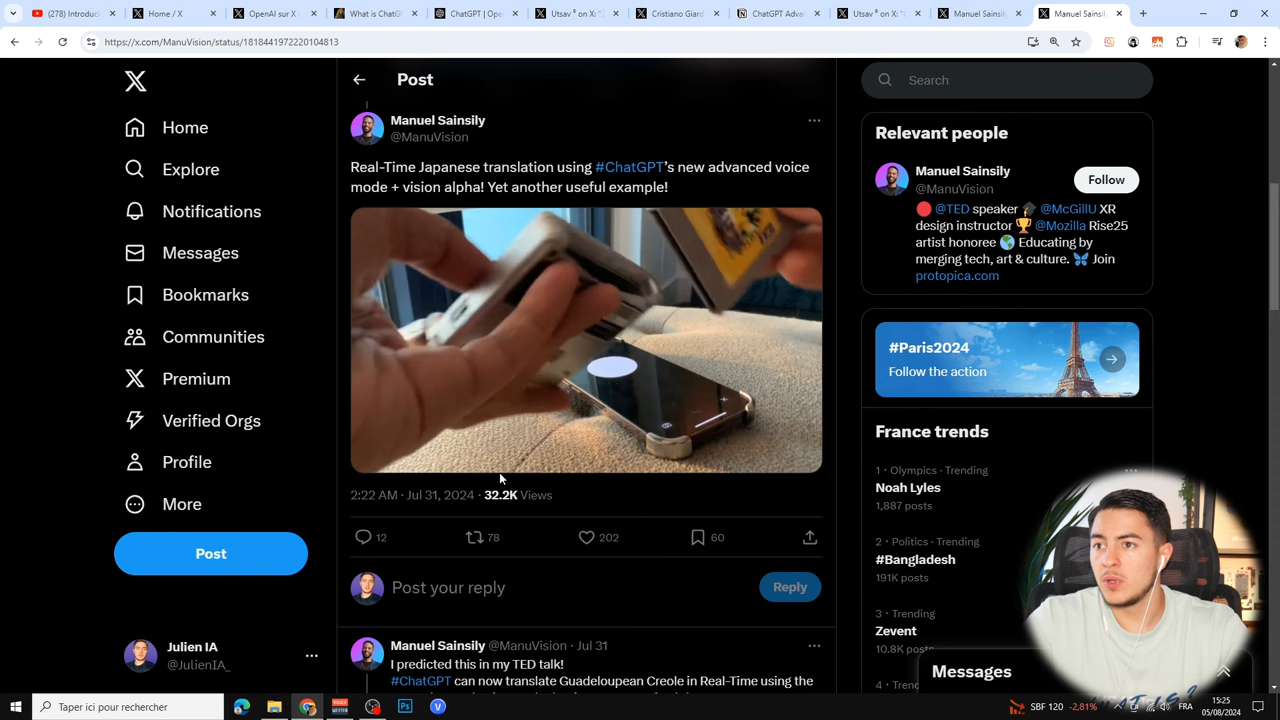 (278) Introduci
Home / X
OpenAI sur X
What is ChatG
ChatGPT | Ope
Utsav ® on X: "
Cristiano Giarc
ChatGPT Adva
Utsav ® on X: "
Manuel Sainsily
Manuel Sainsily
https://x.com/ManuVision/status/1818441972220104813
Home
Explore
Notifications
Messages
Bookmarks
Communities
Premium
Verified Orgs
Profile
More
Post
Julien IA
@JulienIA_
Post
Manuel Sainsily
@ManuVision
Real-Time Japanese translation using #ChatGPT's new advanced voice
mode + vision alpha! Yet another useful example!
2:22 AM · Jul 31, 2024 · 32.2K Views
12 78 202 60
Post your reply
Reply
Manuel Sainsily @ManuVision · Jul 31
I predicted this in my TED talk!
#ChatGPT can now translate Guadeloupean Creole in Real-Time using the
Search
Relevant people
Manuel Sainsily
@ManuVision
Follow
@TED speaker @McGillU XR
design instructor @Mozilla Rise25
artist honoree Educating by
merging tech, art & culture. Join
protopica.com
#Paris2024
Follow the action
France trends
1 · Olympics · Trending
Noah Lyles
1,887 posts
2 · Politics · Trending
#Bangladesh
191K posts
3 · Trending
Zevent
10.8K posts
4 · Trend
Messages
Taper ici pour rechercher
SBF 120 -2,81%
FRA
15:25
05/08/2024